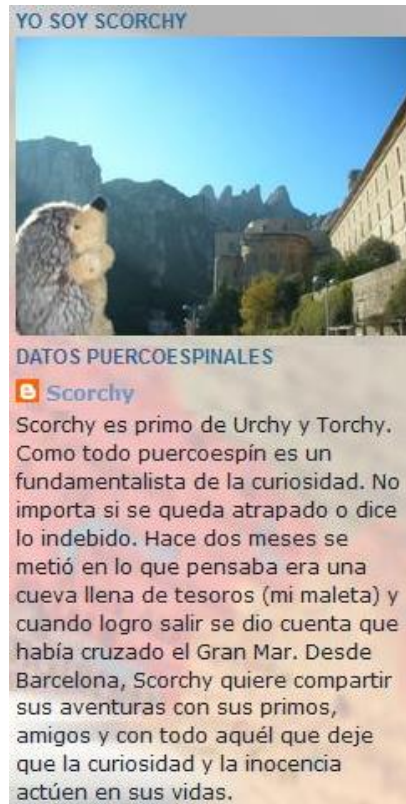 YO SOY SCORCHY
DATOS PUERCOESPINALES
Scorchy
Scorchy es primo de Urchy y Torchy.
Como todo puercoespín es un
fundamentalista de la curiosidad. No
importa si se queda atrapado o dice
lo indebido. Hace dos meses se
metió en lo que pensaba era una
cueva llena de tesoros (mi maleta) y
cuando logro salir se dio cuenta que
había cruzado el Gran Mar. Desde
Barcelona, Scorchy quiere compartir
sus aventuras con sus primos,
amigos y con todo aquél que deje
que la curiosidad y la inocencia
actúen en sus vidas.